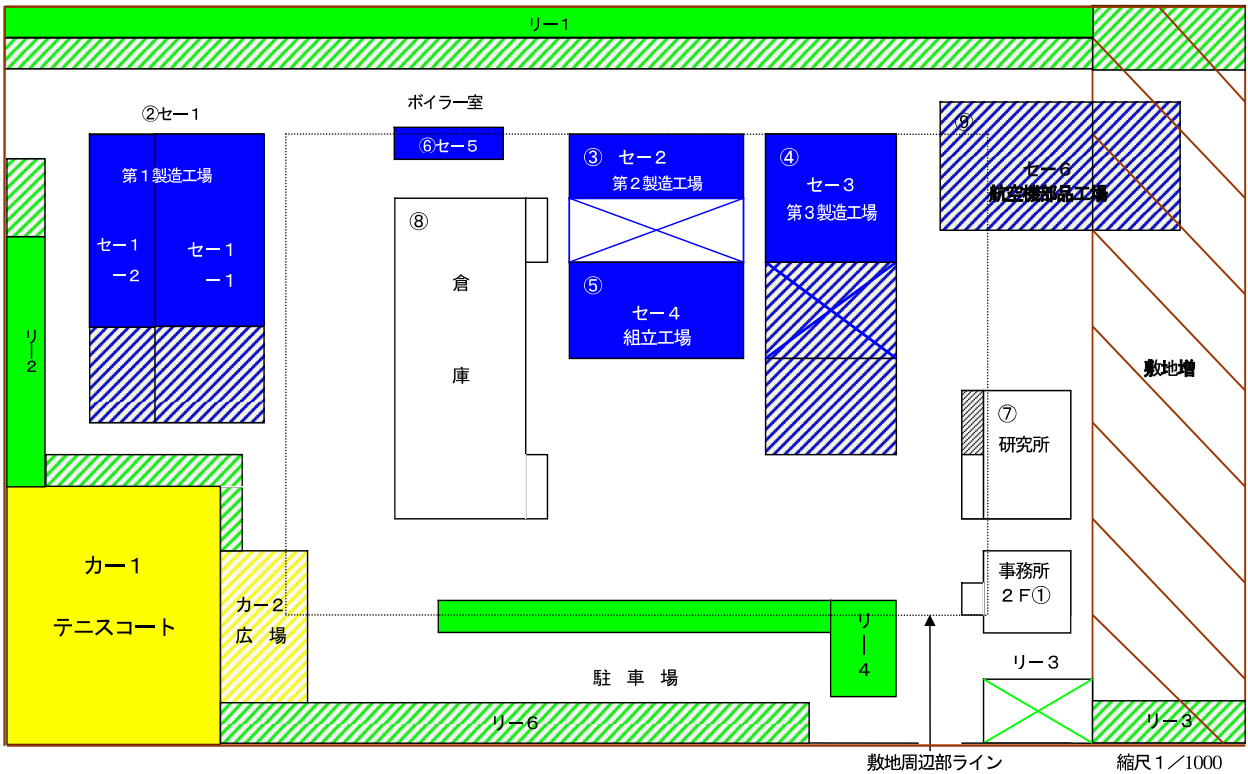 リー1
②セー1
ボイラー室
第1製造工場
⑥セー5
③ セー2
第2製造工場
④
セー3
第3製造工場
⑨
セー6
航空機部品工場
セー1
ー2
セー1
ー1
⑧
倉
庫
⑤
セー4
組立工場
リー2
敷地増
⑦
研究所
カー1
テニスコート
カー2
広 場
事務所
2F①
リー4
リー3
駐 車 場
リー6
リー3
敷地周辺部ライン
縮尺1/1000